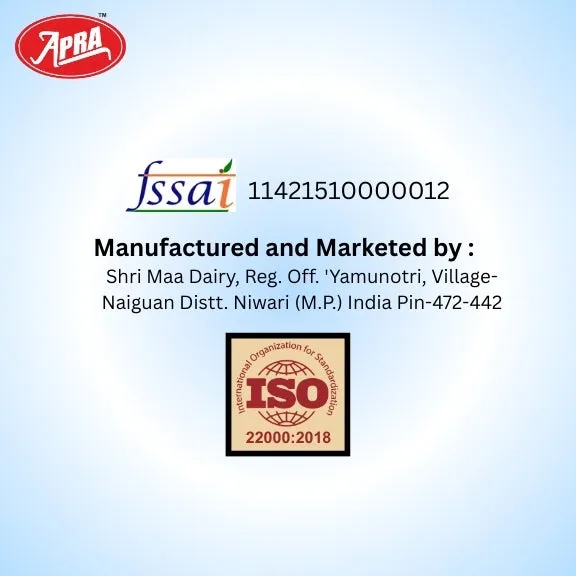 APRA
TM
fssai 11421510000012
Manufactured and Marketed by :
Shri Maa Dairy, Reg. Off. 'Yamunotri, Village-
Naiguan Distt. Niwari (M.P.) India Pin-472-442
International Organization for Standardization
ISO
22000:2018